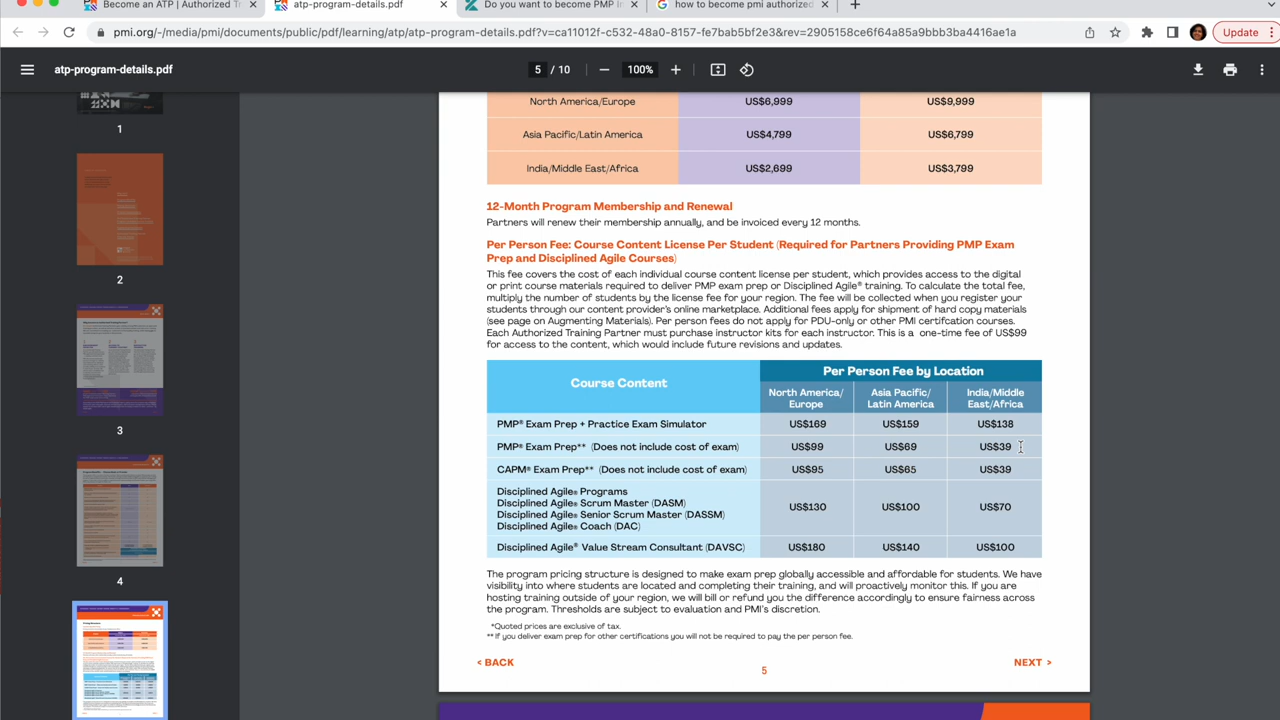 Become an ATP | Authorized Tr
atp-program-details.pdf
Do you want to become PMP In
how to become pmi authorized
pmi.org/-/media/pmi/documents/public/pdf/learning/atp/atp-program-details.pdf?v=ca11012f-c532-48a0-8157-fe7bab5bf2e3&rev=2905158ce6f64a85a9bbb3ba4416ae1a
Update
atp-program-details.pdf
5 / 10
100%
1
2
3
4
North America/Europe US$6,999 US$9,999
Asia Pacific/Latin America US$4,799 US$6,799
India/Middle East/Africa US$2,699 US$3,799
12-Month Program Membership and Renewal
Partners will renew their membership annually, and be invoiced every 12 months.
Per Person Fee: Course Content License Per Student (Required for Partners Providing PMP Exam
Prep and Disciplined Agile Courses)
This fee covers the cost of each individual course content license per student, which provides access to the digital
or print course materials required to deliver PMP exam prep or Disciplined Agile® training. To calculate the total fee,
multiply the number of students by the license fee for your region. The fee will be collected when you register your
students through our content provider's online marketplace. Additional fees apply for shipment of hard copy materials
(see page on Augmenting Materials). Per person fees do not apply for PDU-only or other PMI certifcation courses.
Each Authorized Training Partner must purchase instructor kits for each instructor. This is a one-time fee of US$99
for access to the content, which would include future revisions and updates.
Course Content
Per Person Fee by Location
North America/
Europe
Asia Pacific/
Latin America
India/Middle
East/Africa
PMP® Exam Prep + Practice Exam Simulator US$169 US$159 US$138
PMP® Exam Prep** (Does not include cost of exam) US$99 US$69 US$39
CAPM® Exam Prep** (Does not include cost of exam) US$95 US$65 US$39
Disciplined Agile® Programs
Disciplined Agile® Scrum Master (DASM)
Disciplined Agile® Senior Scrum Master (DASSM)
Disciplined Agile® Coach (DAC)
US$130 US$100 US$70
Disciplined Agile® Value Stream Consultant (DAVSC) US$180 US$140 US$100
The program pricing structure is designed to make exam prep globally accessible and affordable for students. We have
visibility into where students are located and completing their training, and will proactively monitor this. If you are
hosting training outside of your region, we will bill or refund you the difference accordingly to ensure fairness across
the program. Thresholds are subject to evaluation and PMI's discretion.
*Quoted prices are exclusive of tax.
** If you deliver exam prep for other certifications you will not be required to pay the per person fee.
< BACK
5
NEXT >